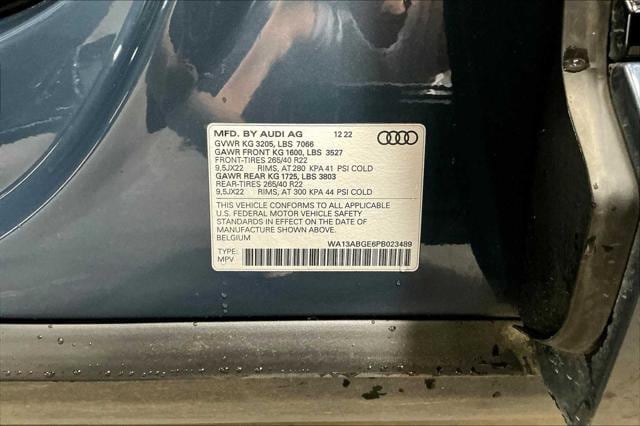 MFD. BY AUDI AG 12 22
GVWR KG 3205, LBS 7066
GAWR FRONT KG 1600, LBS 3527
FRONT-TIRES 265/40 R22
9,5JX22 RIMS, AT 280 KPA 41 PSI COLD
GAWR REAR KG 1725, LBS 3803
REAR-TIRES 265/40 R22
9,5JX22 RIMS, AT 300 KPA 44 PSI COLD
THIS VEHICLE CONFORMS TO ALL APPLICABLE
U.S. FEDERAL MOTOR VEHICLE SAFETY
STANDARDS IN EFFECT ON THE DATE OF
MANUFACTURE SHOWN ABOVE.
BELGIUM
WA13ABGE6PB023489
TYPE:
MPV